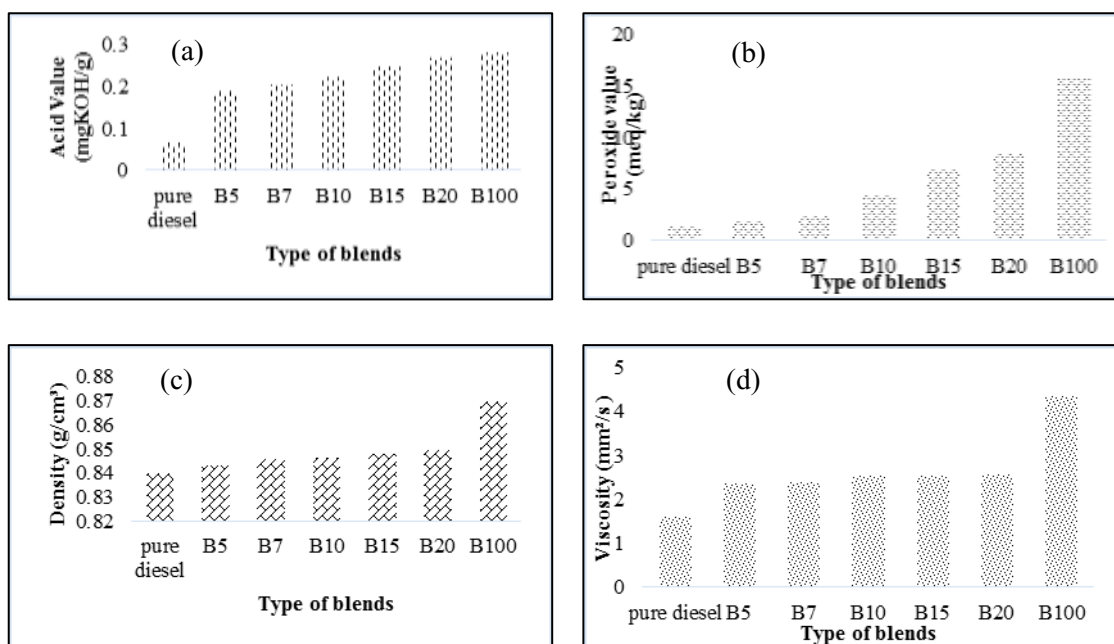 (a)
Acid Value
(mgKOH/g)
0.3
0.2
0.1
0
pure
diesel
B5
B7
B10
B15
B20
B100
Type of blends
(b)
Peroxide value
(meq/kg)
20
15
10
5
0
pure diesel
B5
B7
B10
B15
B20
B100
Type of blends
(c)
Density (g/cm³)
0.88
0.87
0.86
0.85
0.84
0.83
0.82
pure
diesel
B5
B7
B10
B15
B20
B100
Type of blends
(d)
Viscosity (mm²/s)
5
4
3
2
1
0
pure diesel
B5
B7
B10
B15
B20
B100
Type of blends